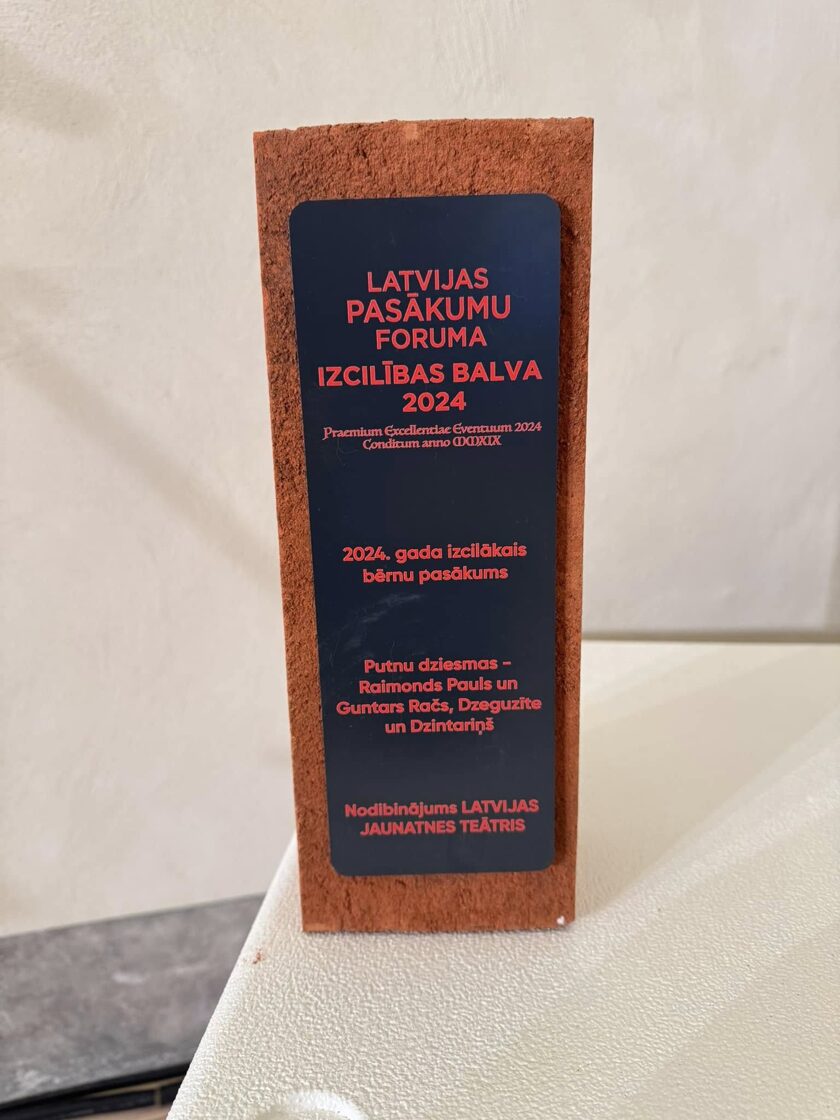 LATVIJAS
PASĀKUMU
FORUMA
IZCILĪBAS BALVA
2024
Praemium Excellentiae Eventuum 2024
Conditum anno MMXIX
2024. gada izcilākais
bērnu pasākums
Putnu dziesmas –
Raimonds Pauls un
Guntars Račs, Dzeguzīte
un Dzintariņš
Nodibinājums LATVIJAS
JAUNATNES TEĀTRIS